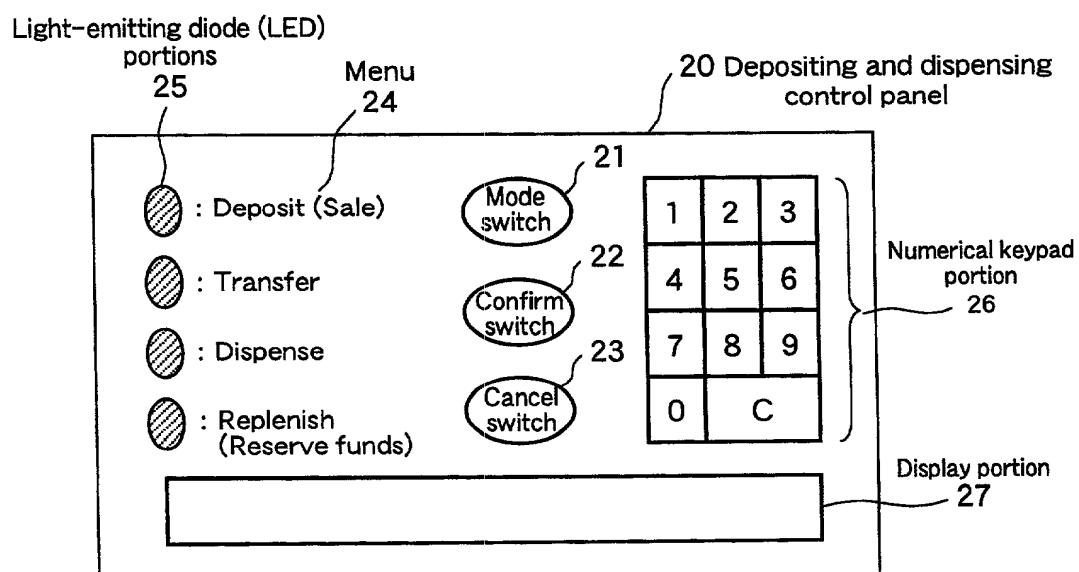 Light-emitting diode (LED)
portions
25
Menu
24
20 Depositing and dispensing
control panel
: Deposit (Sale)
: Transfer
: Dispense
: Replenish
(Reserve funds)
21
Mode
switch
22
Confirm
switch
23
Cancel
switch
1 2 3
4 5 6
7 8 9
0 C
Numerical keypad
portion
26
Display portion
27